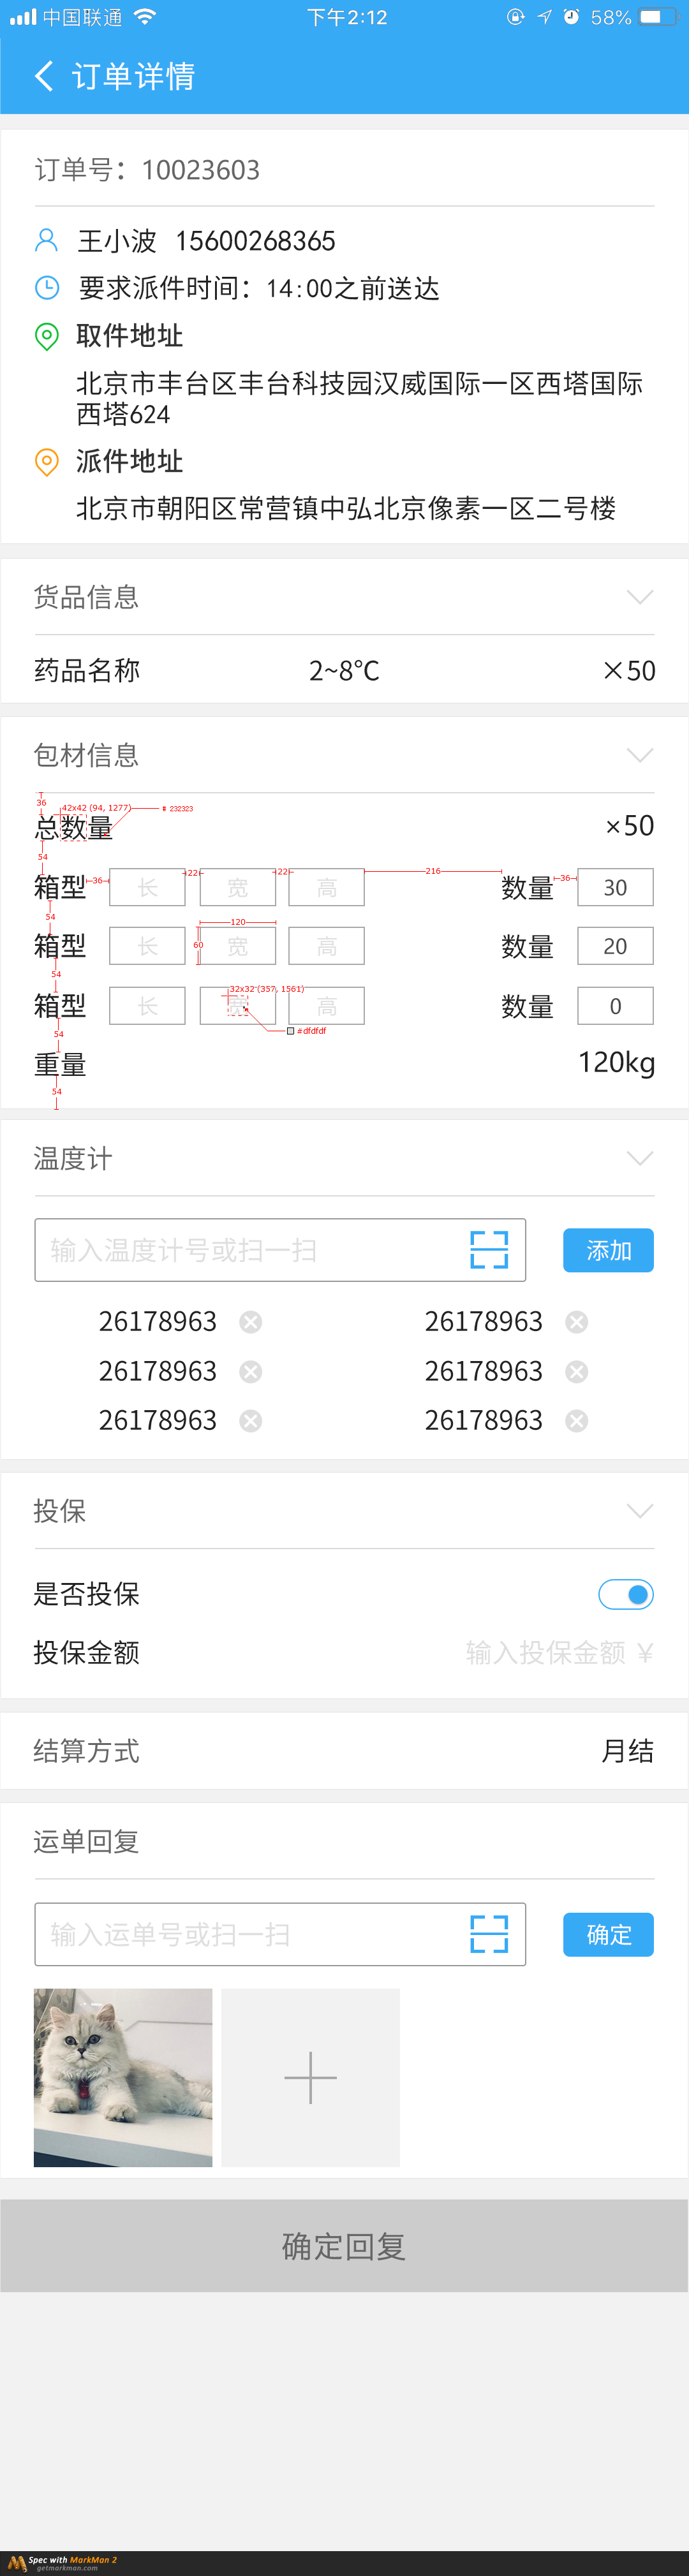 中国联通 下午2:12 58%
订单详情
订单号：10023603
王小波 15600268365
要求派件时间：14:00之前送达
取件地址
北京市丰台区丰台科技园汉威国际一区西塔国际
西塔624
派件地址
北京市朝阳区常营镇中弘北京像素一区二号楼
货品信息
药品名称 2~8℃ ×50
包材信息
36 42x42 (94, 1277) # 232323
总数量 ×50
54
箱型 36 长 22 宽 22 高 216 数量 36 30
54 120
箱型 长 60 宽 高 数量 20
54
32x32 (357, 1561)
箱型 长 宽 高 数量 0
54 #dfdfdf
重量 120kg
54
温度计
输入温度计号或扫一扫 添加
26178963 26178963
26178963 26178963
26178963 26178963
投保
是否投保
投保金额 输入投保金额 ¥
结算方式 月结
运单回复
输入运单号或扫一扫 确定
确定回复
Spec with MarkMan 2
getmarkman.com